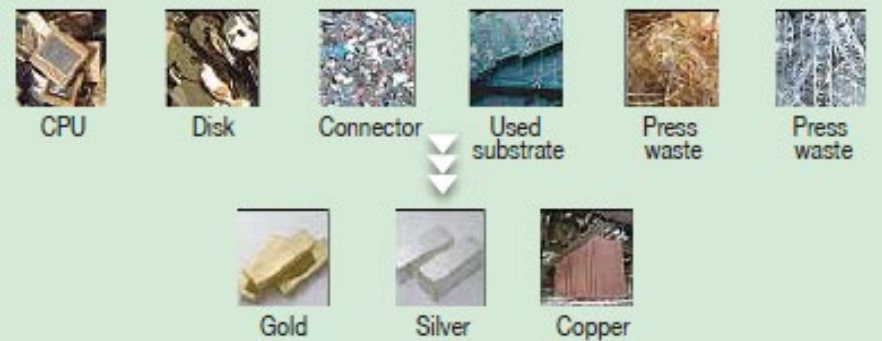 CPU
Disk
Connector
Used
substrate
Press
waste
Press
waste
Gold
Silver
Copper